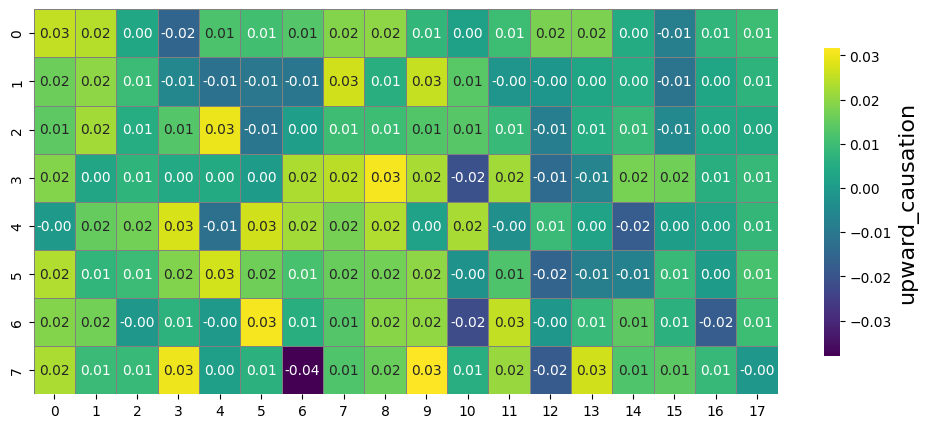 0 0.03 0.02 0.00 -0.02 0.01 0.01 0.01 0.02 0.02 0.01 0.00 0.01 0.02 0.02 0.00 -0.01 0.01 0.01
1 0.02 0.02 0.01 -0.01 -0.01 -0.01 -0.01 0.03 0.01 0.03 0.01 -0.00 -0.00 0.00 0.00 -0.01 0.00 0.01
2 0.01 0.02 0.01 0.01 0.03 -0.01 0.00 0.01 0.01 0.01 0.01 0.01 -0.01 0.01 0.01 -0.01 0.00 0.00
3 0.02 0.00 0.01 0.00 0.00 0.00 0.02 0.02 0.03 0.02 -0.02 0.02 -0.01 -0.01 0.02 0.02 0.01 0.01
4 -0.00 0.02 0.02 0.03 -0.01 0.03 0.02 0.02 0.02 0.00 0.02 -0.00 0.01 0.00 -0.02 0.00 0.00 0.01
5 0.02 0.01 0.01 0.02 0.03 0.02 0.01 0.02 0.02 0.02 -0.00 0.01 -0.02 -0.01 -0.01 0.01 0.00 0.01
6 0.02 0.02 -0.00 0.01 -0.00 0.03 0.01 0.01 0.02 0.02 -0.02 0.03 -0.00 0.01 0.01 0.01 -0.02 0.01
7 0.02 0.01 0.01 0.03 0.00 0.01 -0.04 0.01 0.02 0.03 0.01 0.02 -0.02 0.03 0.01 0.01 0.01 -0.00
0 1 2 3 4 5 6 7 8 9 10 11 12 13 14 15 16 17
0.03
0.02
0.01
0.00
−0.01
−0.02
−0.03
upward_causation